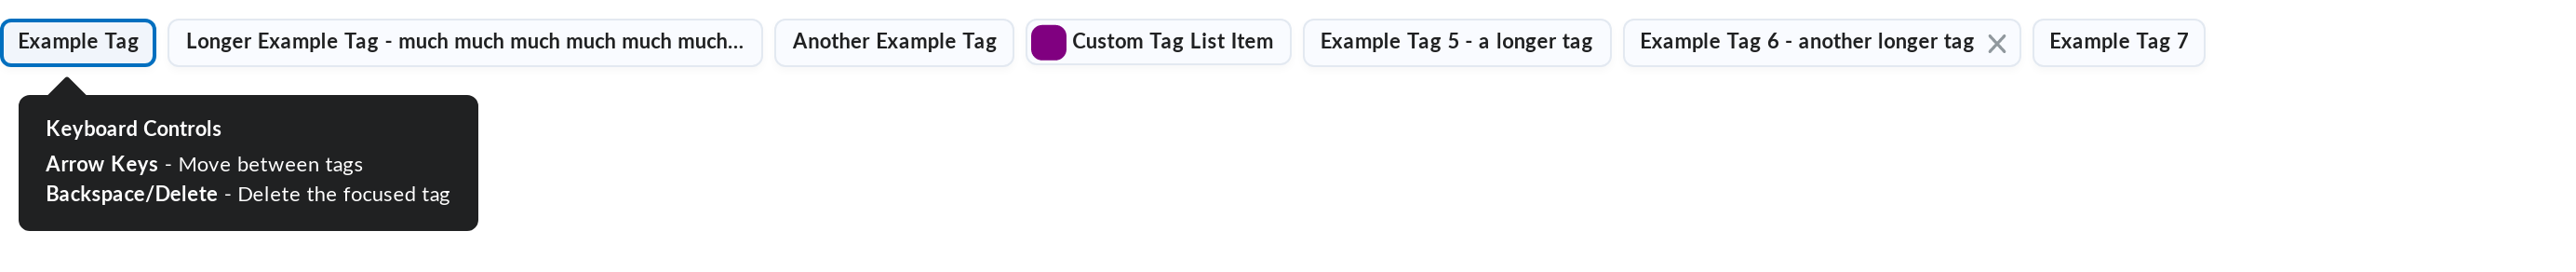 Example Tag
Longer Example Tag - much much much much much much...
Another Example Tag
Custom Tag List Item
Example Tag 5 - a longer tag
Example Tag 6 - another longer tag
Example Tag 7
Keyboard Controls
Arrow Keys - Move between tags
Backspace/Delete - Delete the focused tag